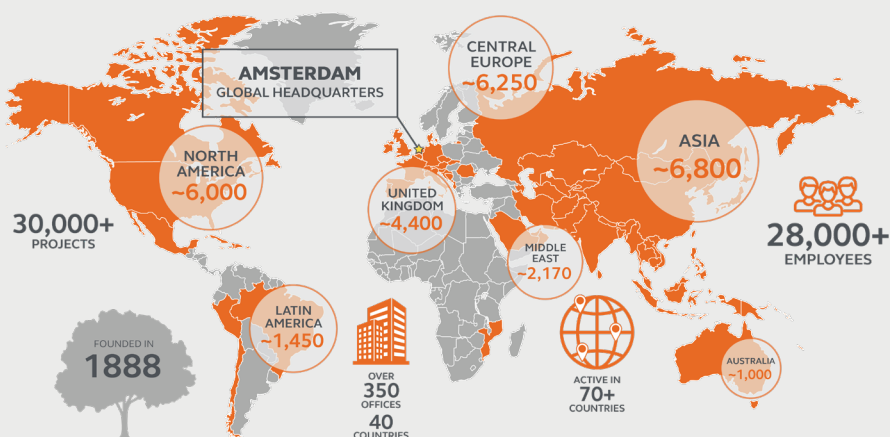 AMSTERDAM
GLOBAL HEADQUARTERS
CENTRAL
EUROPE
~6,250
NORTH
AMERICA
~6,000
ASIA
~6,800
UNITED
KINGDOM
~4,400
30,000+
PROJECTS
28,000+
EMPLOYEES
MIDDLE
EAST
~2,170
LATIN
AMERICA
~1,450
FOUNDED IN
1888
OVER
350
OFFICES
40
COUNTRIES
ACTIVE IN
70+
COUNTRIES
AUSTRALIA
~1,000